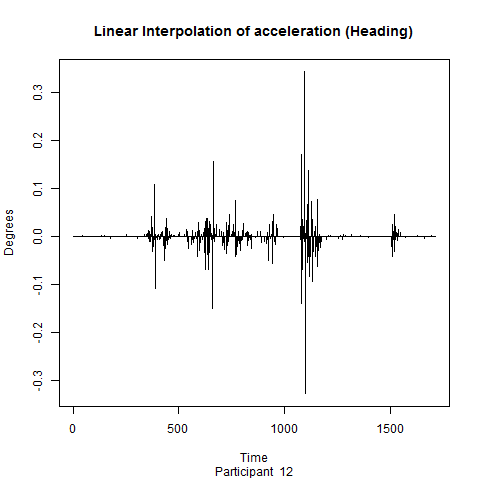 Linear Interpolation of acceleration (Heading)
Degrees
0.3
0.2
0.1
0.0
-0.1
-0.2
-0.3
0 500 1000 1500
Time
Participant 12